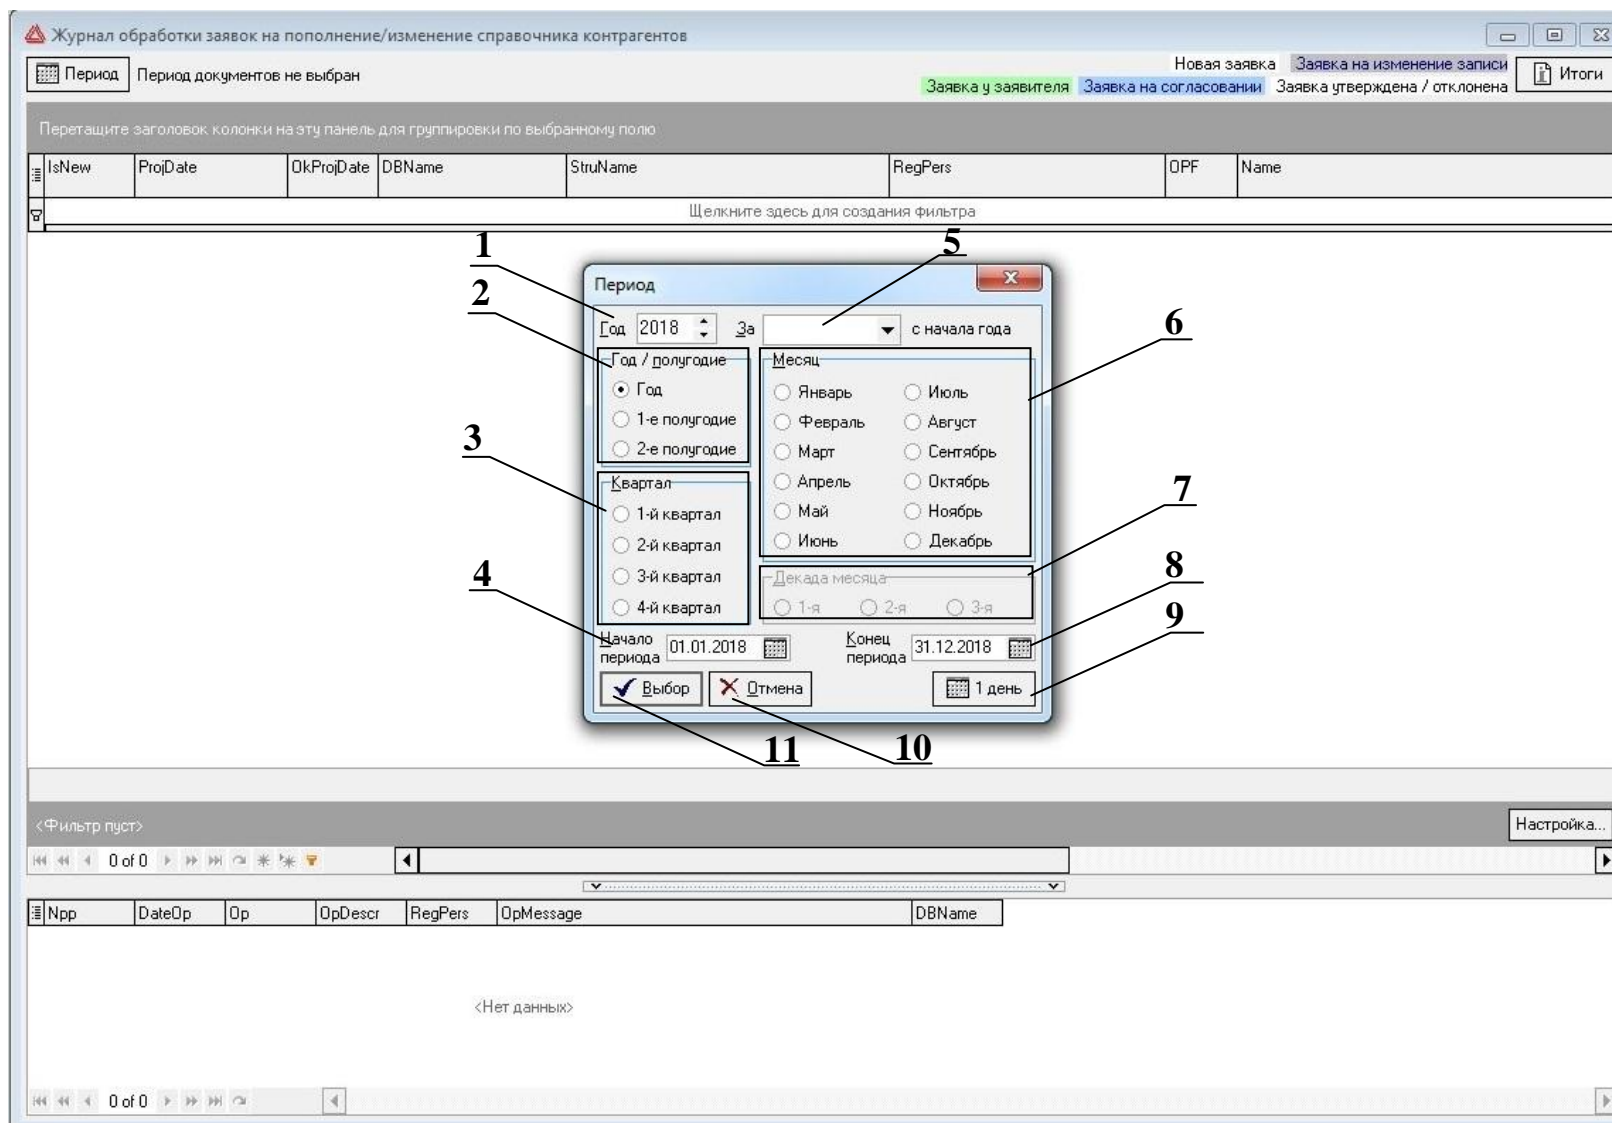 Журнал обработки заявок на пополнение/изменение справочника контрагентов
Период Период документов не выбран
Новая заявка Заявка на изменение записи
Заявка у заявителя Заявка на согласовании Заявка утверждена / отклонена
Итоги
Перетащите заголовок колонки на эту панель для группировки по выбранному полю
IsNew ProjDate OkProjDate DBName StruName RegPers OPF Name
Щелкните здесь для создания фильтра
1
5
2
6
3
7
4
8
9
Период
Год 2018 За с начала года
Год / полугодие
Год
1-е полугодие
2-е полугодие
Месяц
Январь Июль
Февраль Август
Март Сентябрь
Апрель Октябрь
Май Ноябрь
Июнь Декабрь
Квартал
1-й квартал
2-й квартал
3-й квартал
4-й квартал
Декада месяца
1-я 2-я 3-я
Начало периода 01.01.2018
Конец периода 31.12.2018
Выбор Отмена 1 день
11 10
<Фильтр пуст>
Настройка...
0 of 0
Npp DateOp Op OpDescr RegPers OpMessage DBName
<Нет данных>
0 of 0